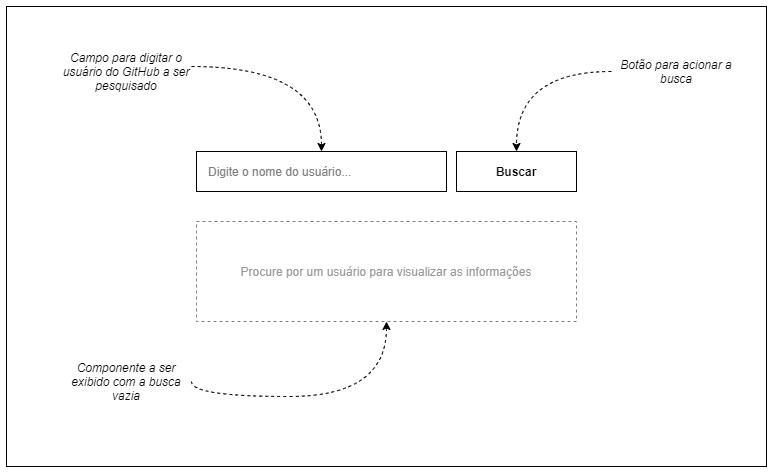 Campo para digitar o
usuário do GitHub a ser
pesquisado
Botão para acionar a
busca
Digite o nome do usuário...
Buscar
Procure por um usuário para visualizar as informações
Componente a ser
exibido com a busca
vazia